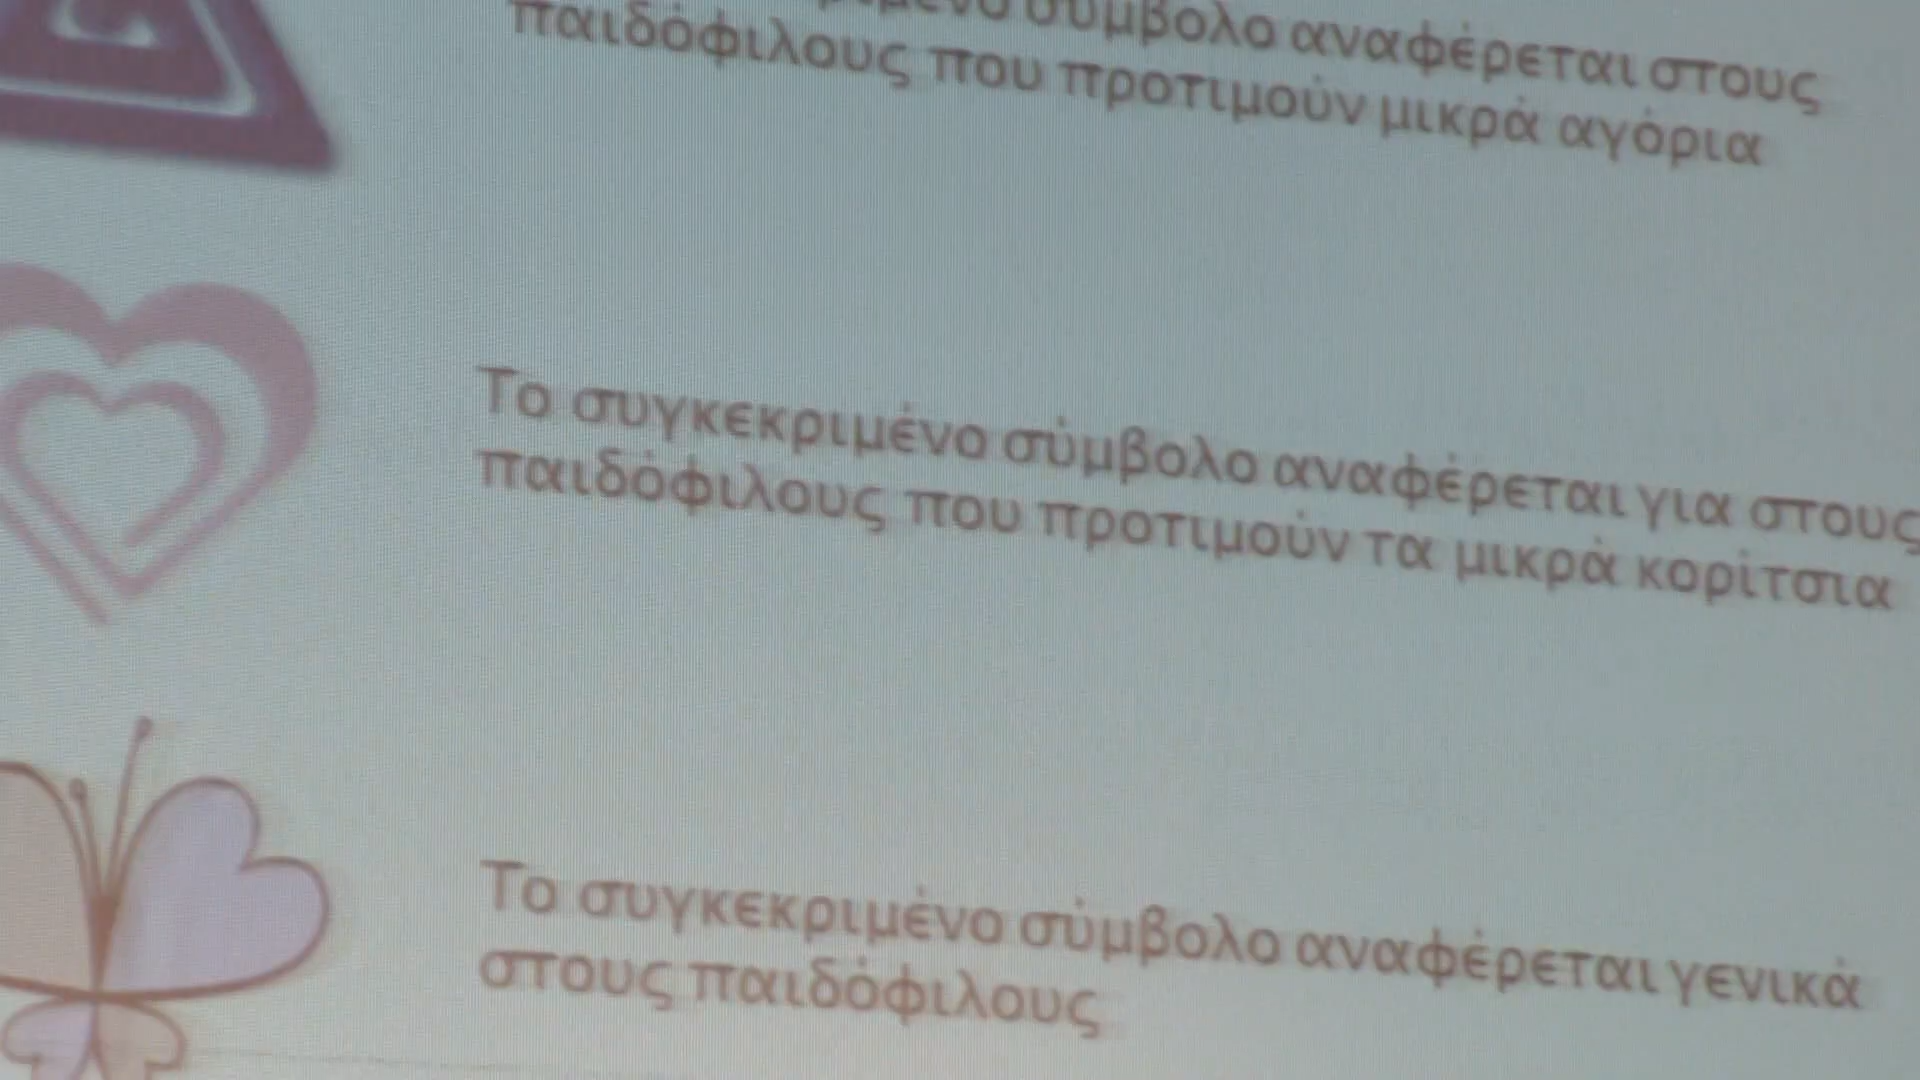 σύμβολο αναφέρεται στους
παιδόφιλους που προτιμούν μικρά αγόρια
Το συγκεκριμένο σύμβολο αναφέρεται για στους
παιδόφιλους που προτιμούν τα μικρά κορίτσια
Το συγκεκριμένο σύμβολο αναφέρεται γενικά
στους παιδόφιλους